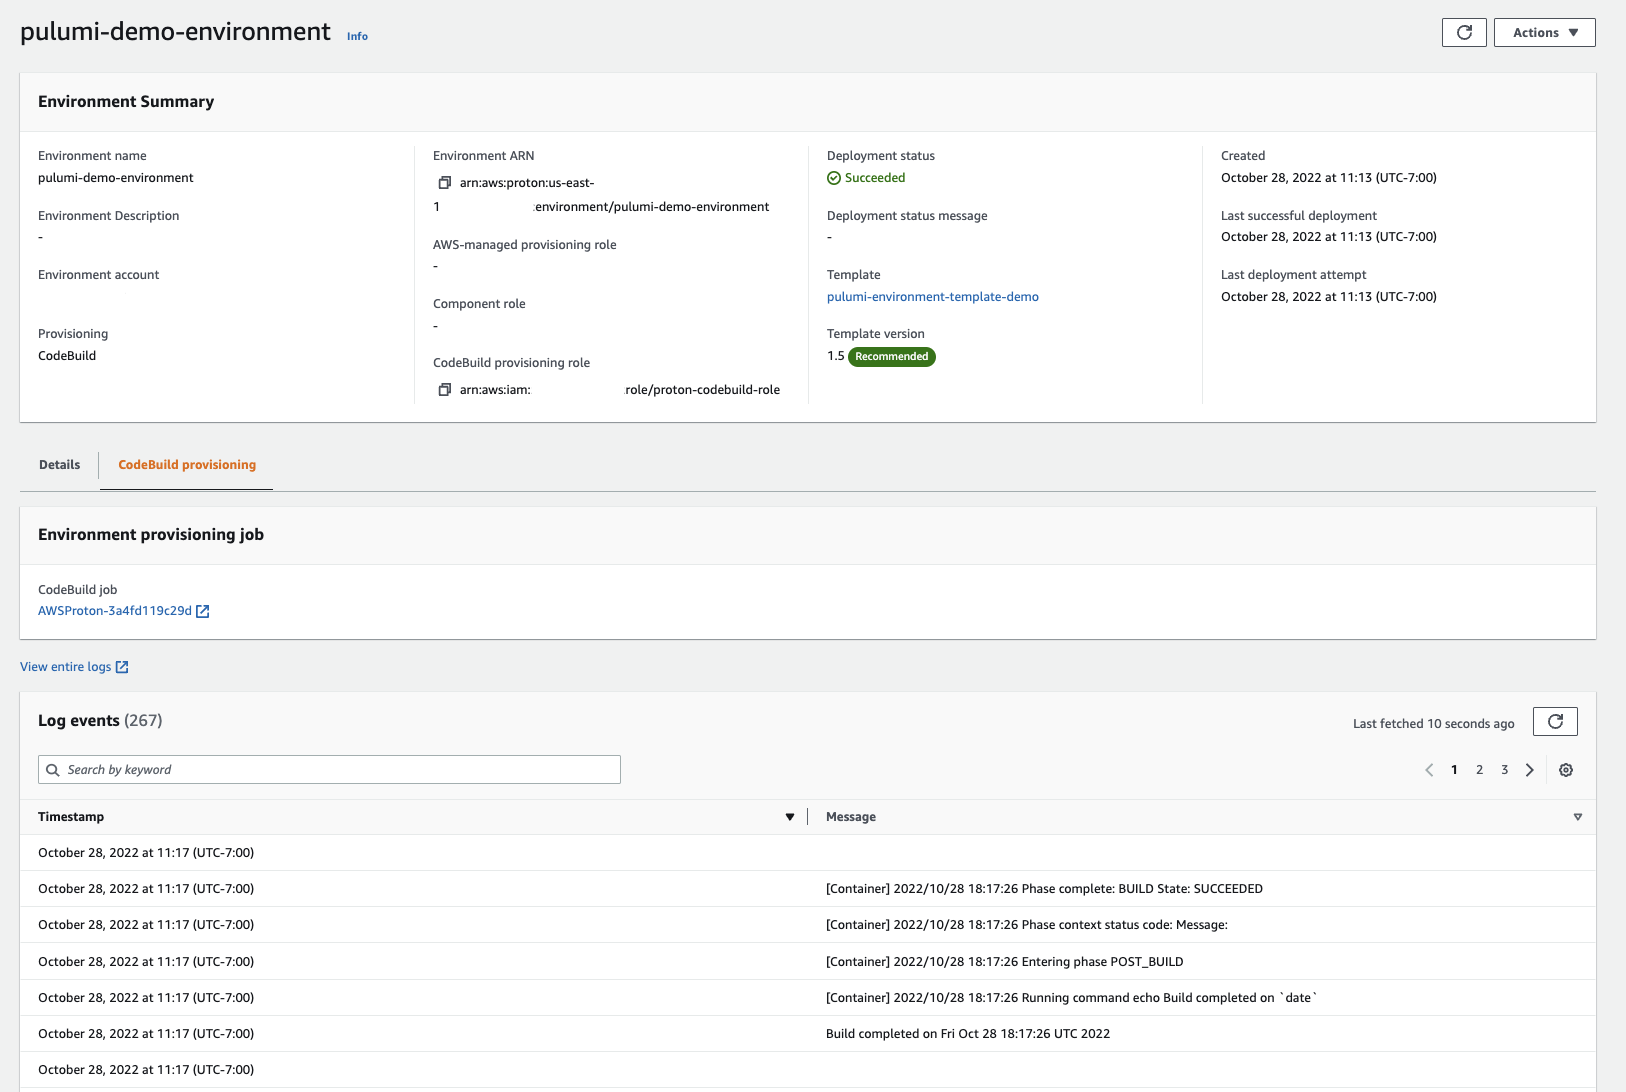 pulumi-demo-environment Info
Actions ▼
Environment Summary
Environment name
pulumi-demo-environment
Environment Description
-
Environment account
Provisioning
CodeBuild
Environment ARN
arn:aws:proton:us-east-
1 :environment/pulumi-demo-environment
AWS-managed provisioning role
-
Component role
-
CodeBuild provisioning role
arn:aws:iam: :role/proton-codebuild-role
Deployment status
Succeeded
Deployment status message
-
Template
pulumi-environment-template-demo
Template version
1.5 Recommended
Created
October 28, 2022 at 11:13 (UTC-7:00)
Last successful deployment
October 28, 2022 at 11:13 (UTC-7:00)
Last deployment attempt
October 28, 2022 at 11:13 (UTC-7:00)
Details CodeBuild provisioning
Environment provisioning job
CodeBuild job
AWSProton-3a4fd119c29d
View entire logs
Log events (267)
Last fetched 10 seconds ago
Search by keyword
1 2 3
Timestamp Message
October 28, 2022 at 11:17 (UTC-7:00)
October 28, 2022 at 11:17 (UTC-7:00) [Container] 2022/10/28 18:17:26 Phase complete: BUILD State: SUCCEEDED
October 28, 2022 at 11:17 (UTC-7:00) [Container] 2022/10/28 18:17:26 Phase context status code: Message:
October 28, 2022 at 11:17 (UTC-7:00) [Container] 2022/10/28 18:17:26 Entering phase POST_BUILD
October 28, 2022 at 11:17 (UTC-7:00) [Container] 2022/10/28 18:17:26 Running command echo Build completed on `date`
October 28, 2022 at 11:17 (UTC-7:00) Build completed on Fri Oct 28 18:17:26 UTC 2022
October 28, 2022 at 11:17 (UTC-7:00)